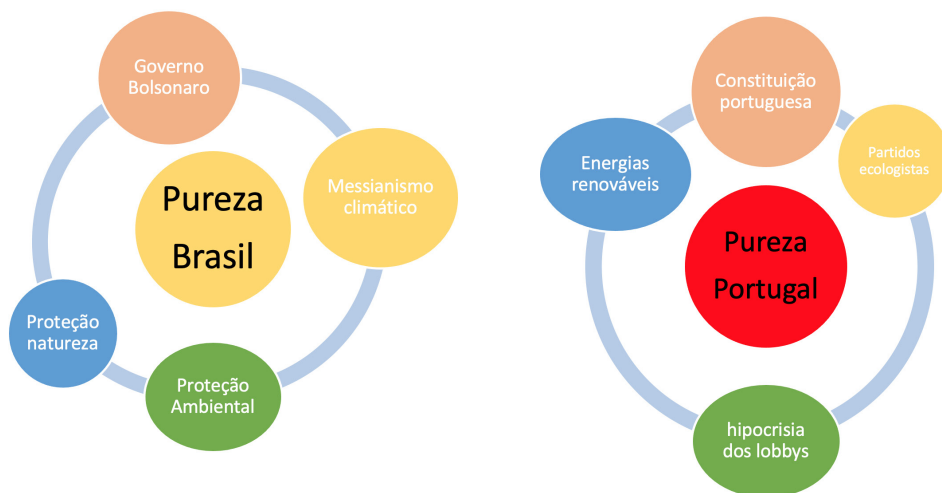 Governo
Bolsonaro
Messianismo
climático
Pureza
Brasil
Proteção
natureza
Proteção
Ambiental
Constituição
portuguesa
Partidos
ecologistas
Energias
renováveis
Pureza
Portugal
hipocrisia
dos lobbys